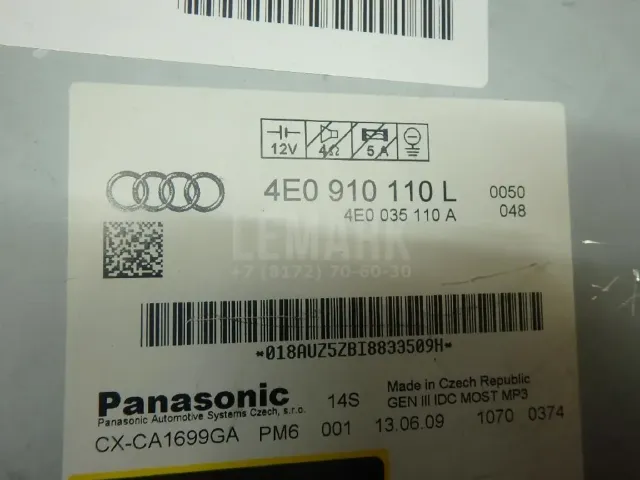 12V 4Ω 5A
4E0 910 110 L 0050
4E0 035 110 A 048
LEMARK
+7 (8172) 70-60-30
*018AUZ5ZBI8833509H*
Panasonic 14S Made in Czech Republic
Panasonic Automotive Systems Czech, s.r.o. GEN III IDC MOST MP3
CX-CA1699GA PM6 001 13.06.09 1070 0374